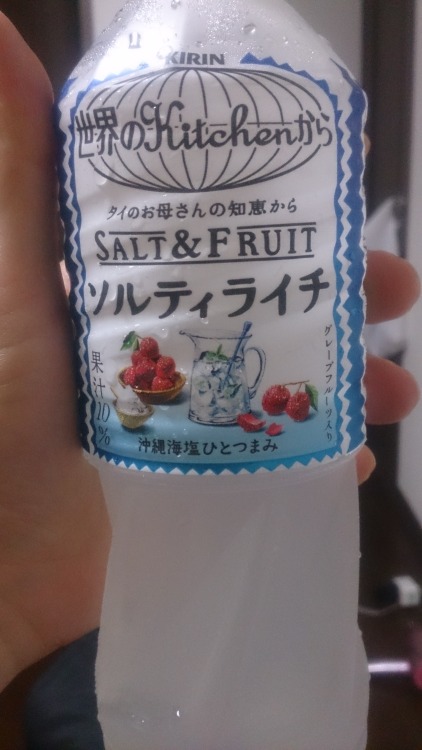 KIRIN
世界のKitchenから
タイのお母さんの知恵から
SALT & FRUIT
ソルティライチ
果汁10%
グレープフルーツ入り
沖縄海塩ひとつまみ